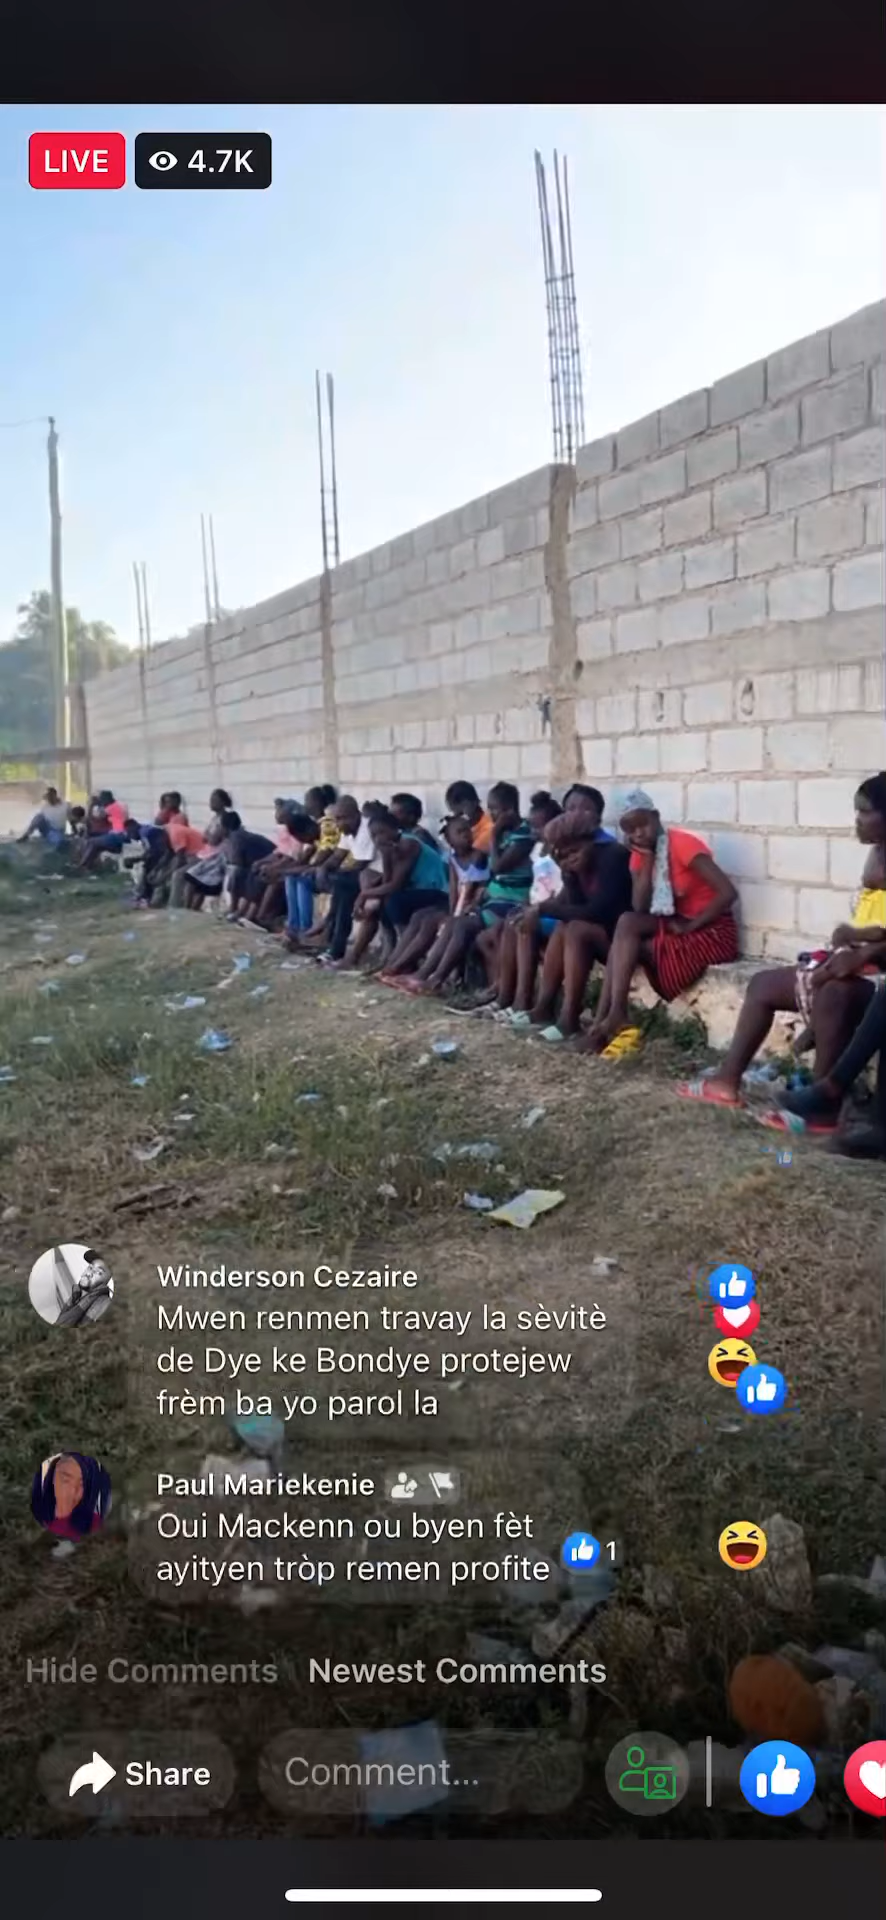 LIVE 4.7K
Winderson Cezaire
Mwen renmen travay la sèvitè
de Dye ke Bondye protejew
frèm ba yo parol la
Paul Mariekenie
Oui Mackenn ou byen fèt
ayityen tròp remen profite
1
Hide Comments Newest Comments
Share Comment...